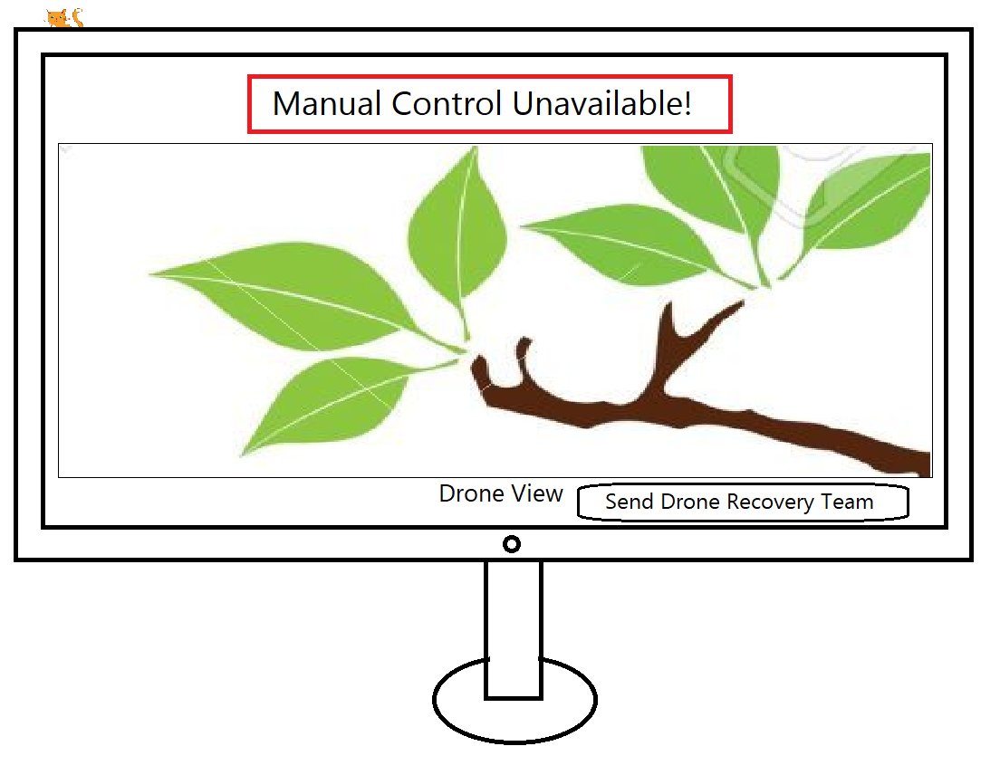 Manual Control Unavailable!
Drone View
Send Drone Recovery Team